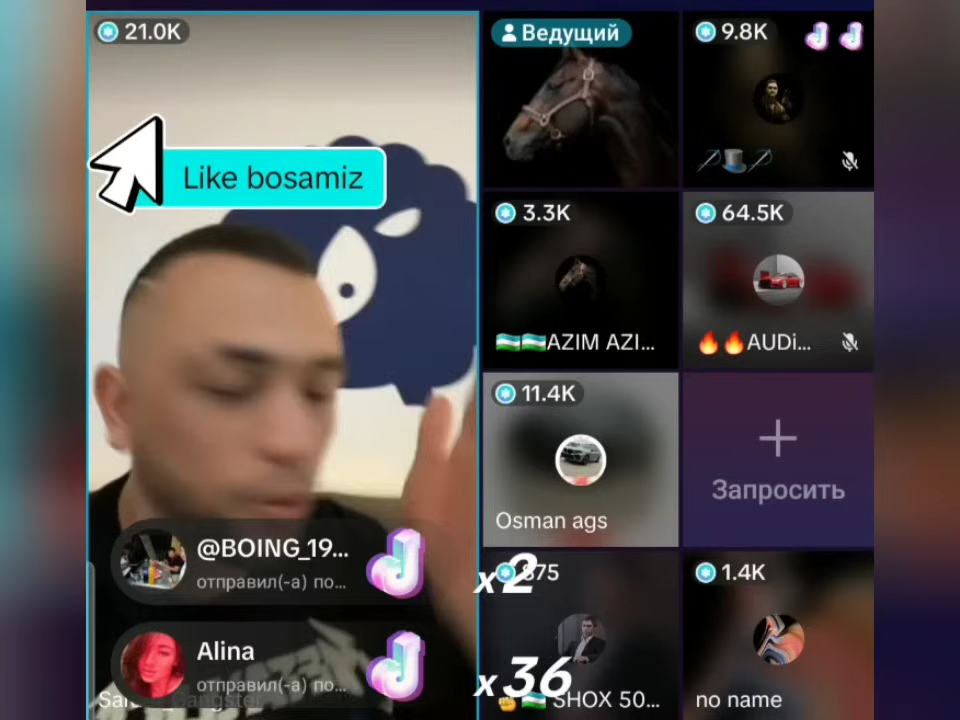 21.0K
Ведущий
9.8K
Like bosamiz
3.3K
64.5K
AZIM AZI...
AUDi...
11.4K
Запросить
Osman ags
@BOING_19...
отправил(-а) по...
x2
875
1.4K
Alina
отправил(-а) по...
x36
SHOX 50...
no name